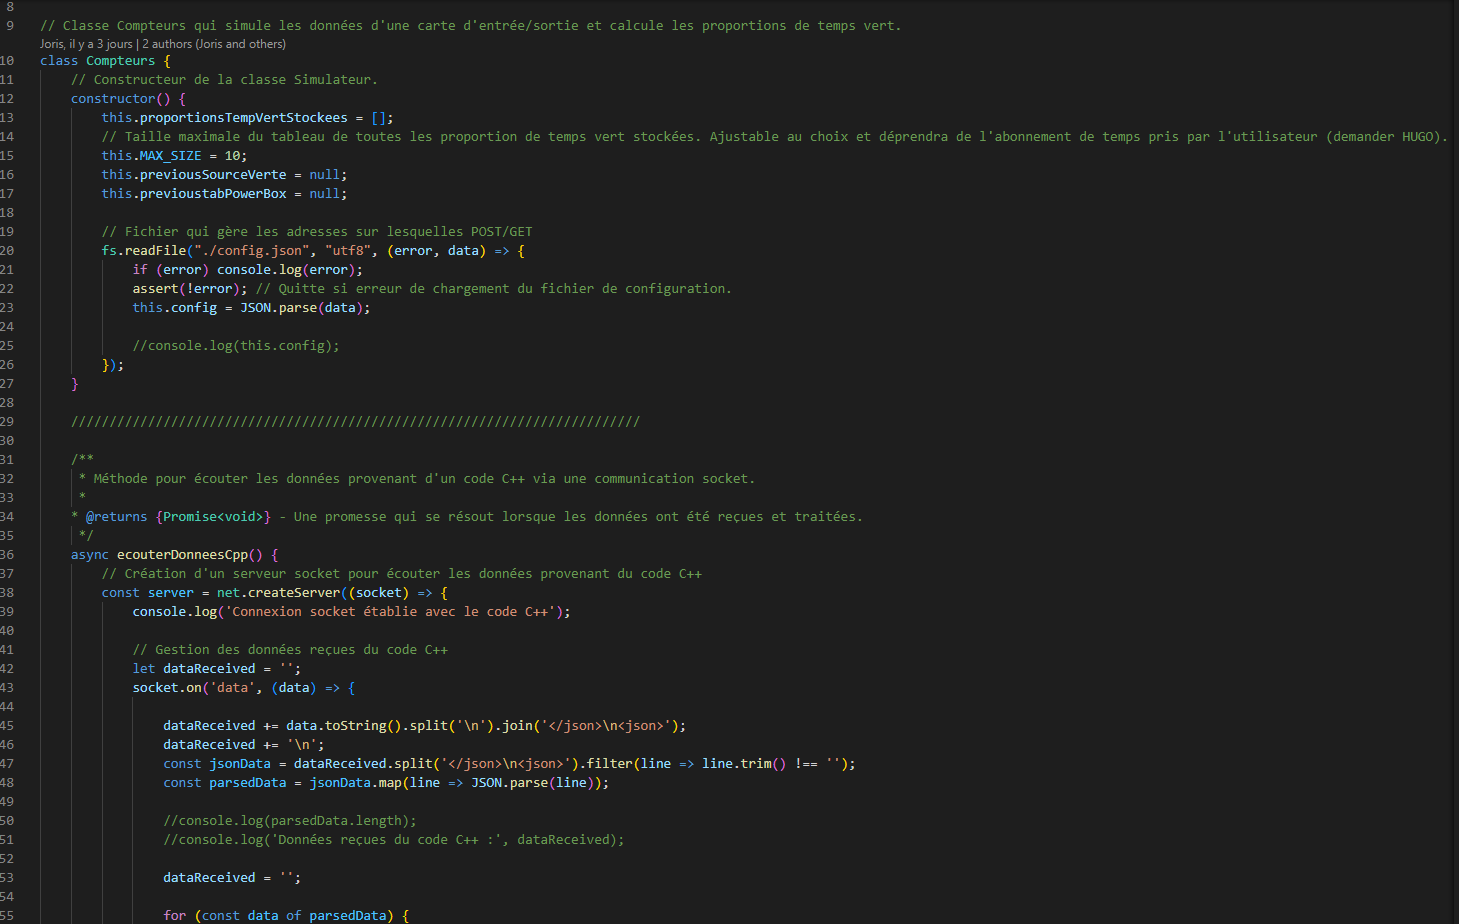 8
9 // Classe Compteurs qui simule les données d'une carte d'entrée/sortie et calcule les proportions de temps vert.
Joris, il y a 3 jours | 2 authors (Joris and others)
10 class Compteurs {
11     // Constructeur de la classe Simulateur.
12     constructor() {
13         this.proportionsTempVertStockees = [];
14         // Taille maximale du tableau de toutes les proportion de temps vert stockées. Ajustable au choix et déprendra de l'abonnement de temps pris par l'utilisateur (demander HUGO).
15         this.MAX_SIZE = 10;
16         this.previousSourceVerte = null;
17         this.previoustabPowerBox = null;
18
19         // Fichier qui gère les adresses sur lesquelles POST/GET
20         fs.readFile("./config.json", "utf8", (error, data) => {
21             if (error) console.log(error);
22             assert(!error); // Quitte si erreur de chargement du fichier de configuration.
23             this.config = JSON.parse(data);
24
25             //console.log(this.config);
26         });
27     }
28
29     //////////////////////////////////////////////////////////////////////////
30
31     /**
32      * Méthode pour écouter les données provenant d'un code C++ via une communication socket.
33      *
34     * @returns {Promise<void>} - Une promesse qui se résout lorsque les données ont été reçues et traitées.
35      */
36     async ecouterDonneesCpp() {
37         // Création d'un serveur socket pour écouter les données provenant du code C++
38         const server = net.createServer((socket) => {
39             console.log('Connexion socket établie avec le code C++');
40
41             // Gestion des données reçues du code C++
42             let dataReceived = '';
43             socket.on('data', (data) => {
44
45                 dataReceived += data.toString().split('\n').join('</json>\n<json>');
46                 dataReceived += '\n';
47                 const jsonData = dataReceived.split('</json>\n<json>').filter(line => line.trim() !== '');
48                 const parsedData = jsonData.map(line => JSON.parse(line));
49
50                 //console.log(parsedData.length);
51                 //console.log('Données reçues du code C++ :', dataReceived);
52
53                 dataReceived = '';
54
55                 for (const data of parsedData) {